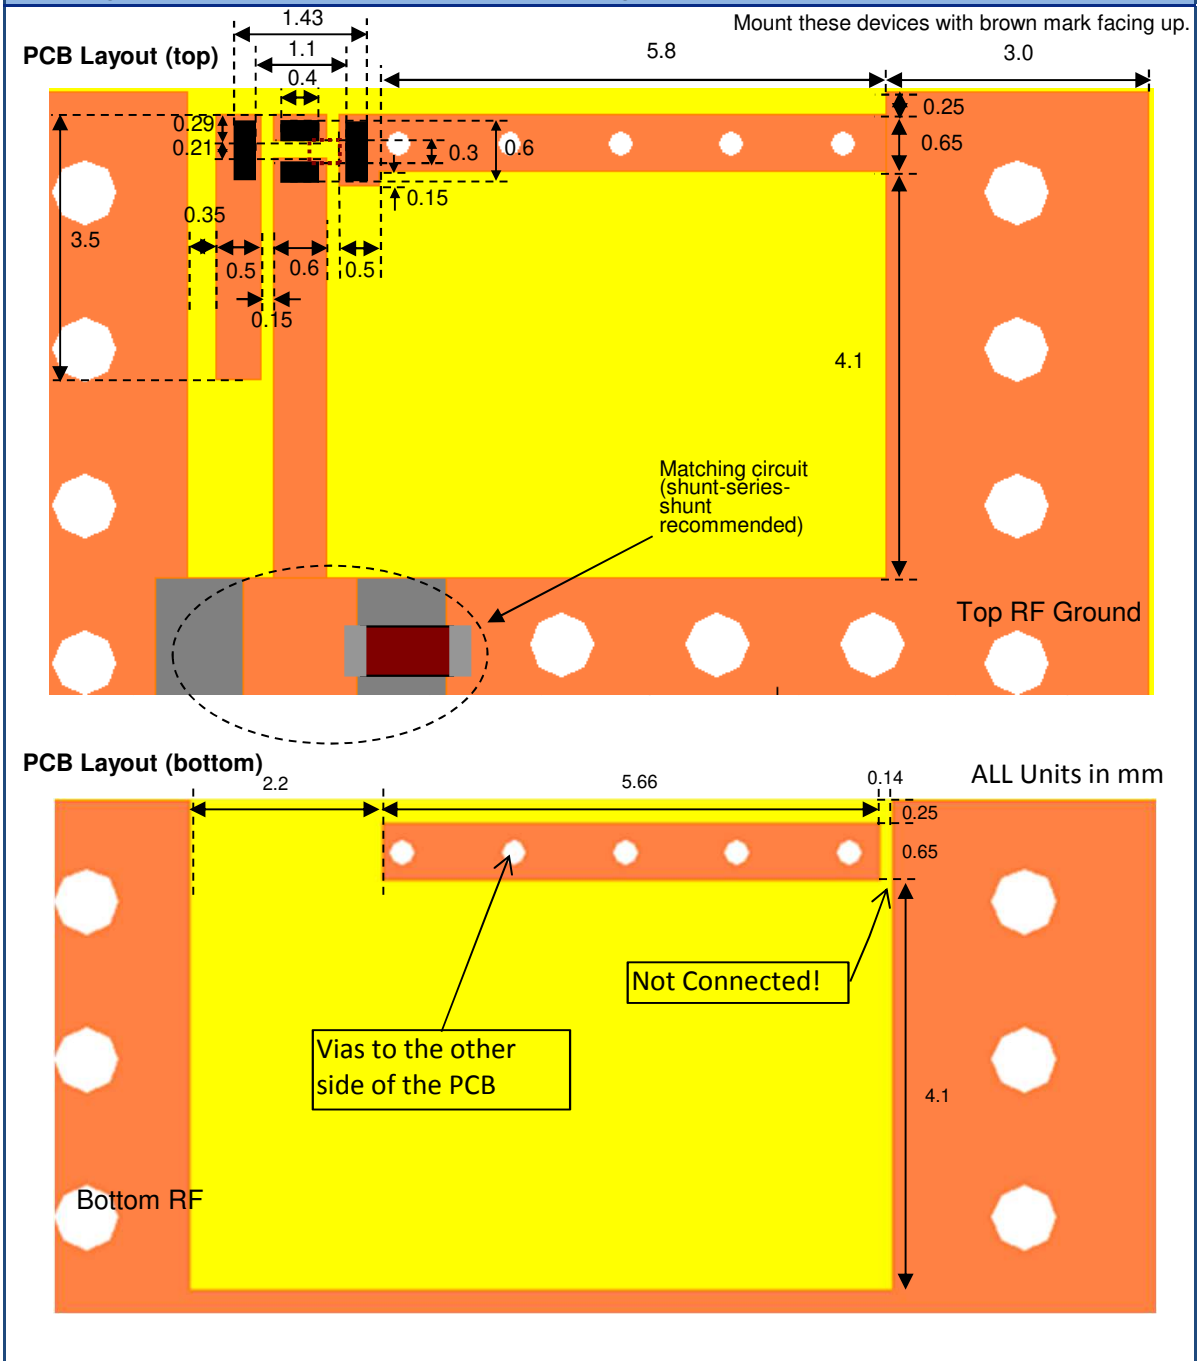 1.43
Mount these devices with brown mark facing up.
PCB Layout (top)
1.1
5.8
3.0
0.4
0.25
0.29
0.21
0.3
0.6
0.65
0.15
0.35
3.5
0.5
0.6
0.5
0.15
4.1
Matching circuit
(shunt-series-
shunt
recommended)
Top RF Ground
PCB Layout (bottom)
2.2
5.66
0.14
ALL Units in mm
0.25
0.65
Not Connected!
Vias to the other
side of the PCB
4.1
Bottom RF